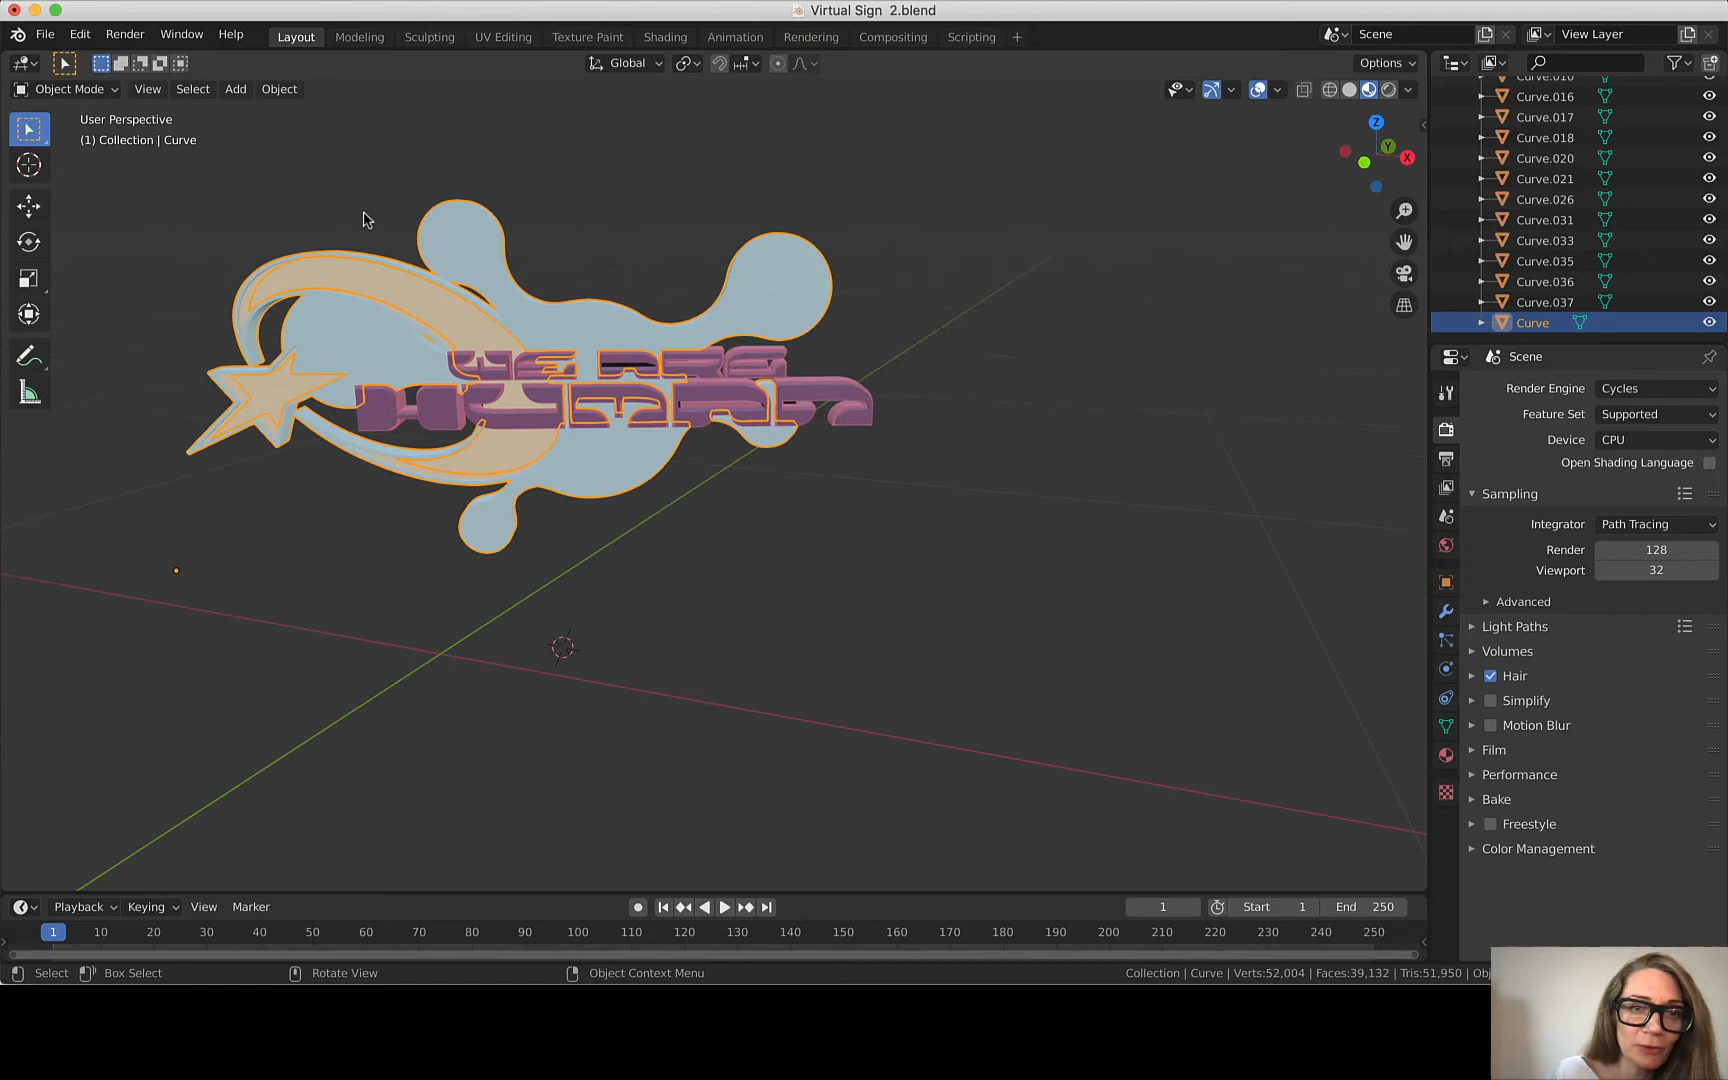 Virtual Sign 2.blend
File Edit Render Window Help Layout Modeling Sculpting UV Editing Texture Paint Shading Animation Rendering Compositing Scripting + Scene View Layer
Global Options
Object Mode View Select Add Object
User Perspective
(1) Collection | Curve
Z
Y
X
Curve.016
Curve.017
Curve.018
Curve.020
Curve.021
Curve.026
Curve.031
Curve.033
Curve.035
Curve.036
Curve.037
Curve
Scene
Render Engine Cycles
Feature Set Supported
Device CPU
Open Shading Language
Sampling
Integrator Path Tracing
Render 128
Viewport 32
Advanced
Light Paths
Volumes
Hair
Simplify
Motion Blur
Film
Performance
Bake
Freestyle
Color Management
Playback Keying View Marker 1 Start 1 End 250
1 10 20 30 40 50 60 70 80 90 100 110 120 130 140 150 160 170 180 190 200 210 220 230 240 250
Select Box Select Rotate View Object Context Menu Collection | Curve | Verts:52,004 | Faces:39,132 | Tris:51,950 |